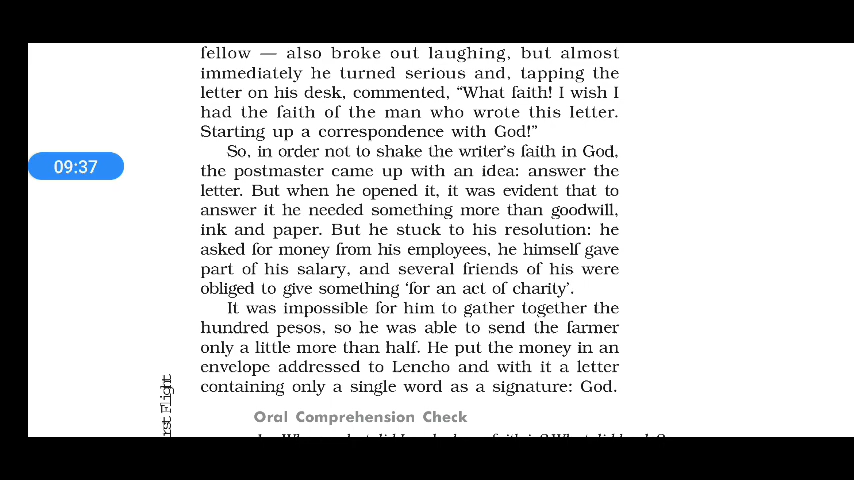 fellow — also broke out laughing, but almost
immediately he turned serious and, tapping the
letter on his desk, commented, “What faith! I wish I
had the faith of the man who wrote this letter.
Starting up a correspondence with God!”
09:37
So, in order not to shake the writer's faith in God,
the postmaster came up with an idea: answer the
letter. But when he opened it, it was evident that to
answer it he needed something more than goodwill,
ink and paper. But he stuck to his resolution: he
asked for money from his employees, he himself gave
part of his salary, and several friends of his were
obliged to give something ‘for an act of charity’.
It was impossible for him to gather together the
hundred pesos, so he was able to send the farmer
only a little more than half. He put the money in an
envelope addressed to Lencho and with it a letter
containing only a single word as a signature: God.
Flight
Oral Comprehension Check